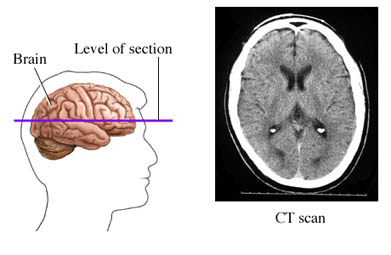 Level of section
Brain
CT scan